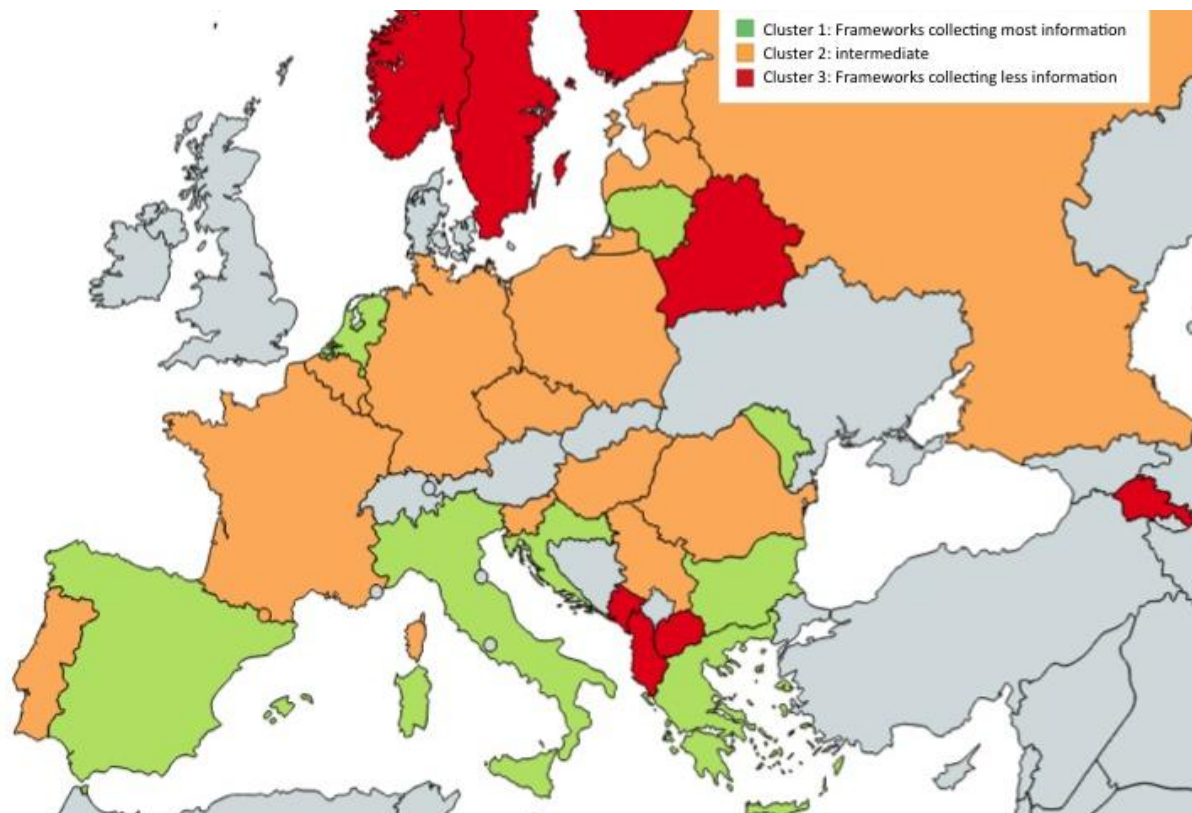 Cluster 1: Frameworks collecting most information
Cluster 2: intermediate
Cluster 3: Frameworks collecting less information